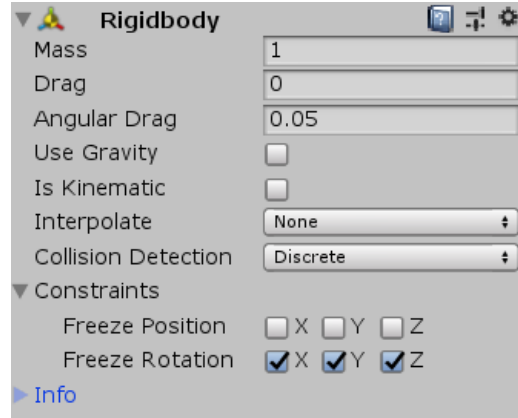 Rigidbody
Mass 1
Drag 0
Angular Drag 0.05
Use Gravity
Is Kinematic
Interpolate None
Collision Detection Discrete
Constraints
Freeze Position X Y Z
Freeze Rotation X Y Z
Info